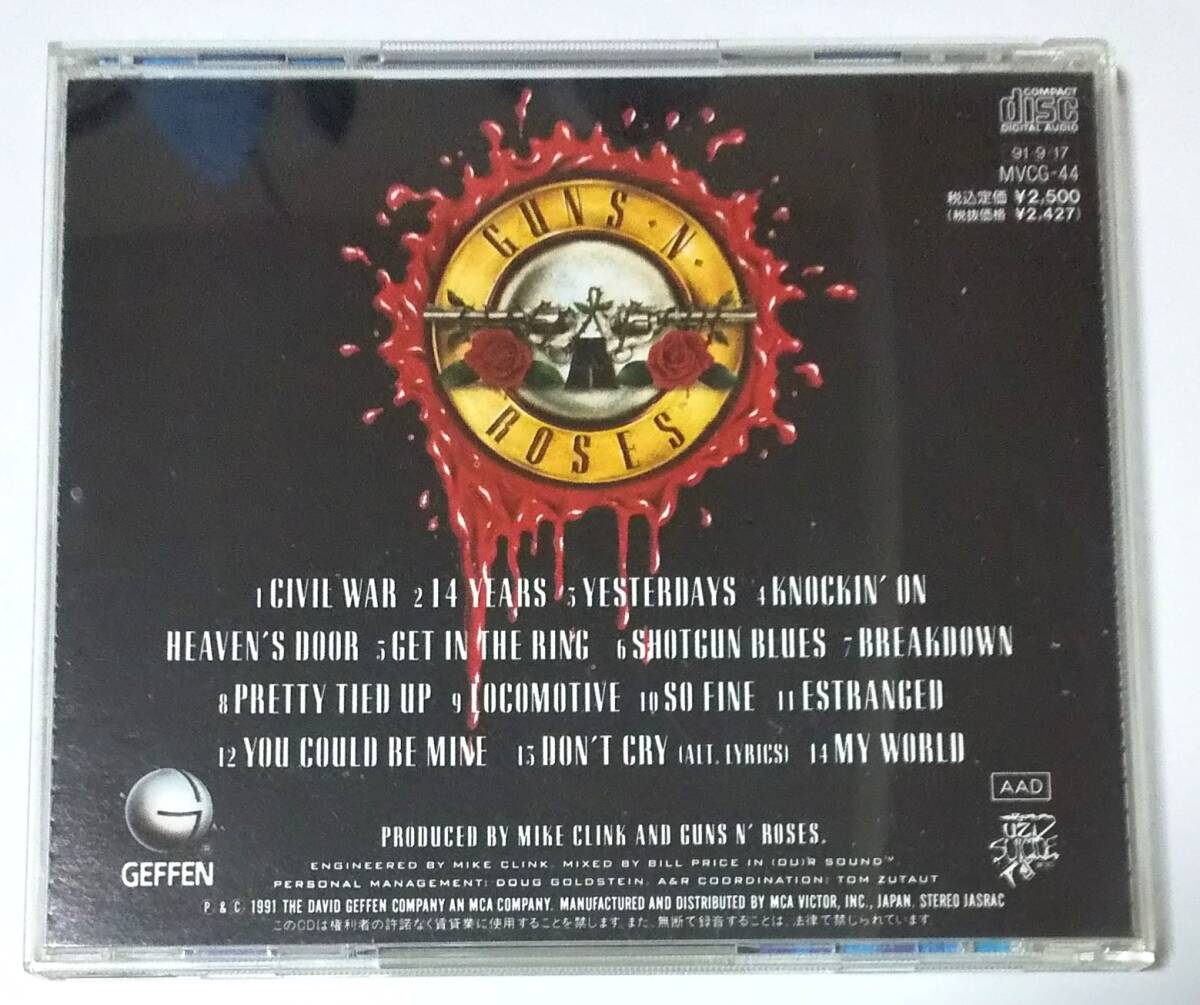 COMPACT
disc
DIGITAL AUDIO
91·9·17
MVCG-44
税込定価 ¥2,500
(税抜価格 ¥2,427)
GUNS·N·
ROSES
1 CIVIL WAR 2 14 YEARS 3 YESTERDAYS 4 KNOCKIN' ON
HEAVEN'S DOOR 5 GET IN THE RING 6 SHOTGUN BLUES 7 BREAKDOWN
8 PRETTY TIED UP 9 LOCOMOTIVE 10 SO FINE 11 ESTRANGED
12 YOU COULD BE MINE 13 DON'T CRY (ALT. LYRICS) 14 MY WORLD
AAD
UZI
SUICIDE
GEFFEN
PRODUCED BY MIKE CLINK AND GUNS N' ROSES.
ENGINEERED BY MIKE CLINK. MIXED BY BILL PRICE IN (OU)R SOUND™.
PERSONAL MANAGEMENT: DOUG GOLDSTEIN. A&R COORDINATION: TOM ZUTAUT
P & C 1991 THE DAVID GEFFEN COMPANY AN MCA COMPANY. MANUFACTURED AND DISTRIBUTED BY MCA VICTOR, INC., JAPAN. STEREO JASRAC
このCDは権利者の許諾なく賃貸業に使用することを禁じます。また、無断で録音することは、法律で禁じられています